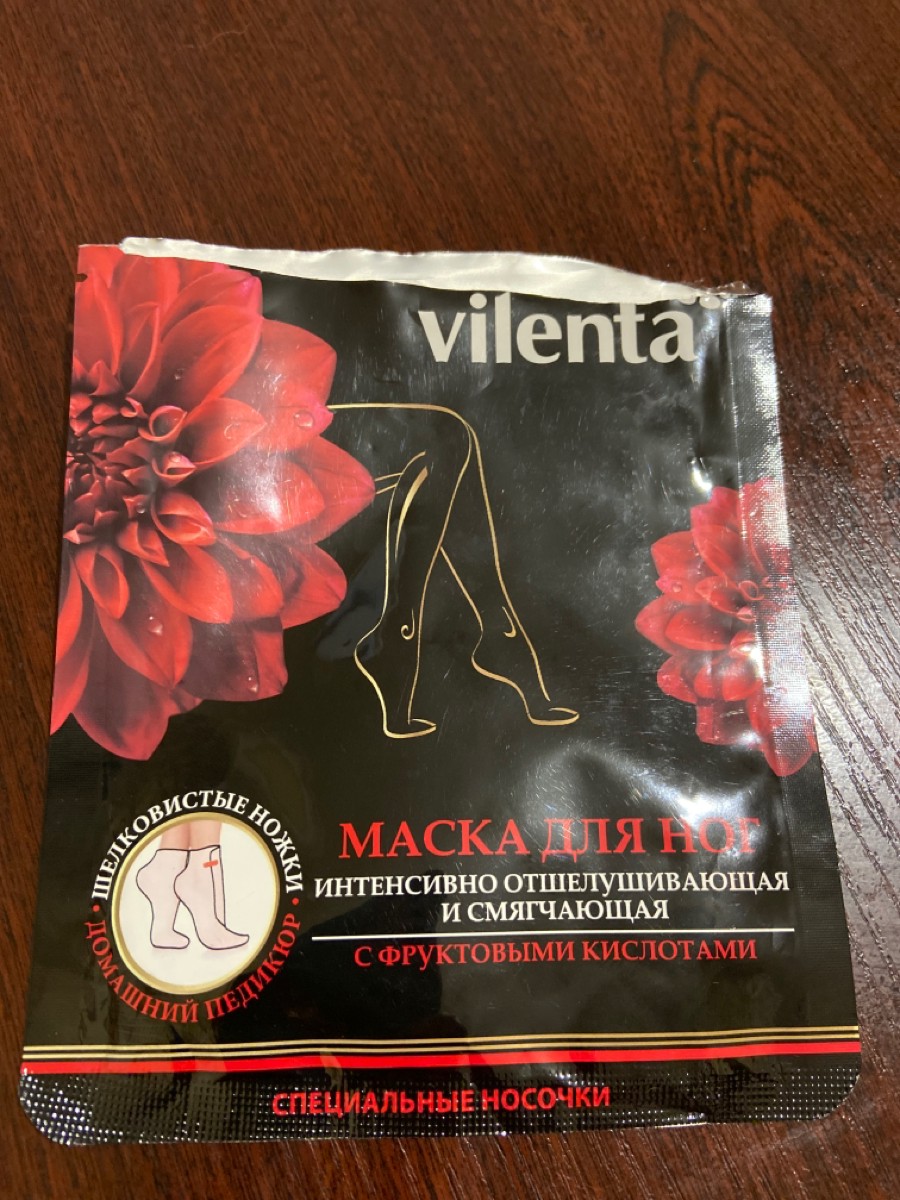 vilenta
МАСКА ДЛЯ НОГ
ИНТЕНСИВНО ОТШЕЛУШИВАЮЩАЯ
И СМЯГЧАЮЩАЯ
С ФРУКТОВЫМИ КИСЛОТАМИ
• ШЕЛКОВИСТЫЕ НОЖКИ •
ДОМАШНИЙ ПЕДИКЮР
СПЕЦИАЛЬНЫЕ НОСОЧКИ